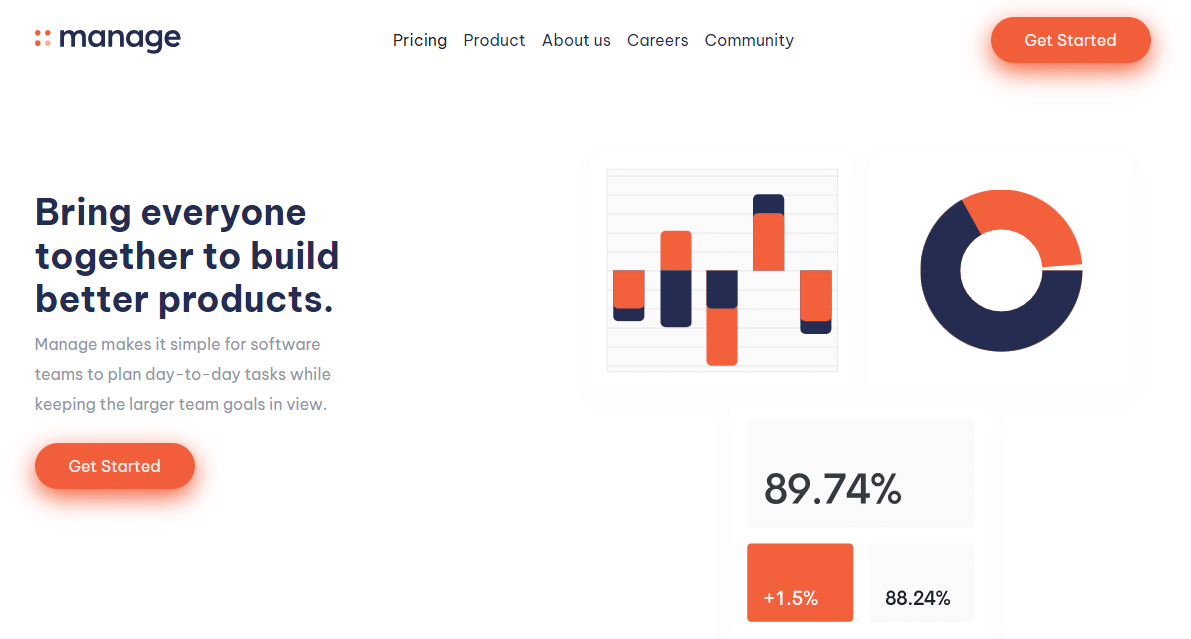 manage
Pricing Product About us Careers Community
Get Started
Bring everyone
together to build
better products.
Manage makes it simple for software
teams to plan day-to-day tasks while
keeping the larger team goals in view.
Get Started
89.74%
+1.5%
88.24%